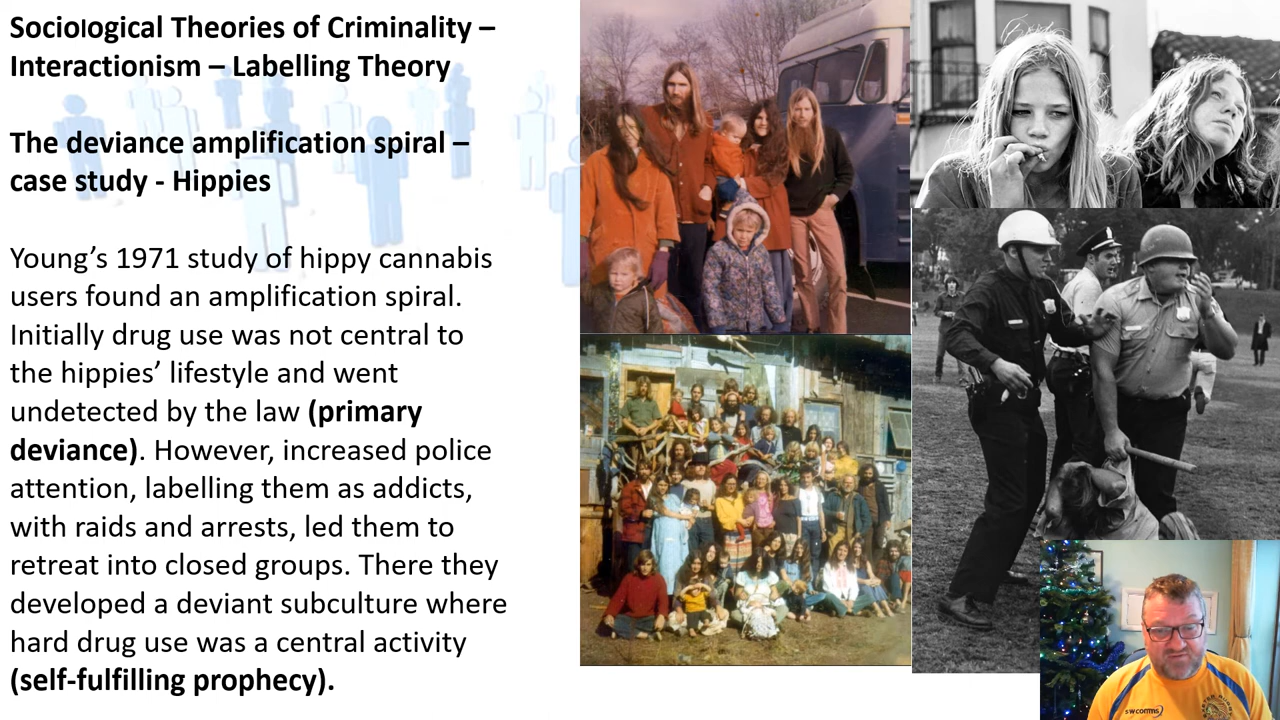 Sociological Theories of Criminality –
Interactionism – Labelling Theory
The deviance amplification spiral –
case study - Hippies
Young’s 1971 study of hippy cannabis
users found an amplification spiral.
Initially drug use was not central to
the hippies’ lifestyle and went
undetected by the law (primary
deviance). However, increased police
attention, labelling them as addicts,
with raids and arrests, led them to
retreat into closed groups. There they
developed a deviant subculture where
hard drug use was a central activity
(self-fulfilling prophecy).
swcomms